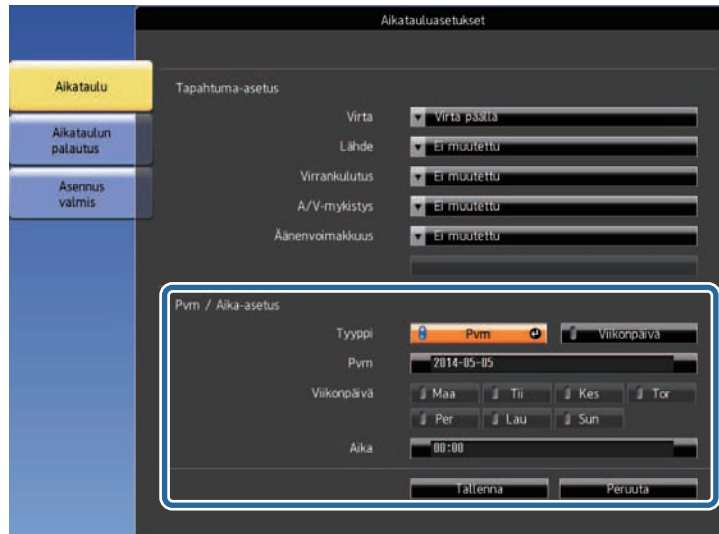 Aikatauluasetukset
Aikataulu
Aikataulun
palautus
Asennus
valmis
Tapahtuma-asetus
Virta Virta päällä
Lähde Ei muutettu
Virrankulutus Ei muutettu
A/V-mykistys Ei muutettu
Äänenvoimakkuus Ei muutettu
Pvm / Aika-asetus
Tyyppi Pvm Viikonpäivä
Pvm 2014-05-05
Viikonpäivä Maa Tii Kes Tor
Per Lau Sun
Aika 00:00
Tallenna Peruuta